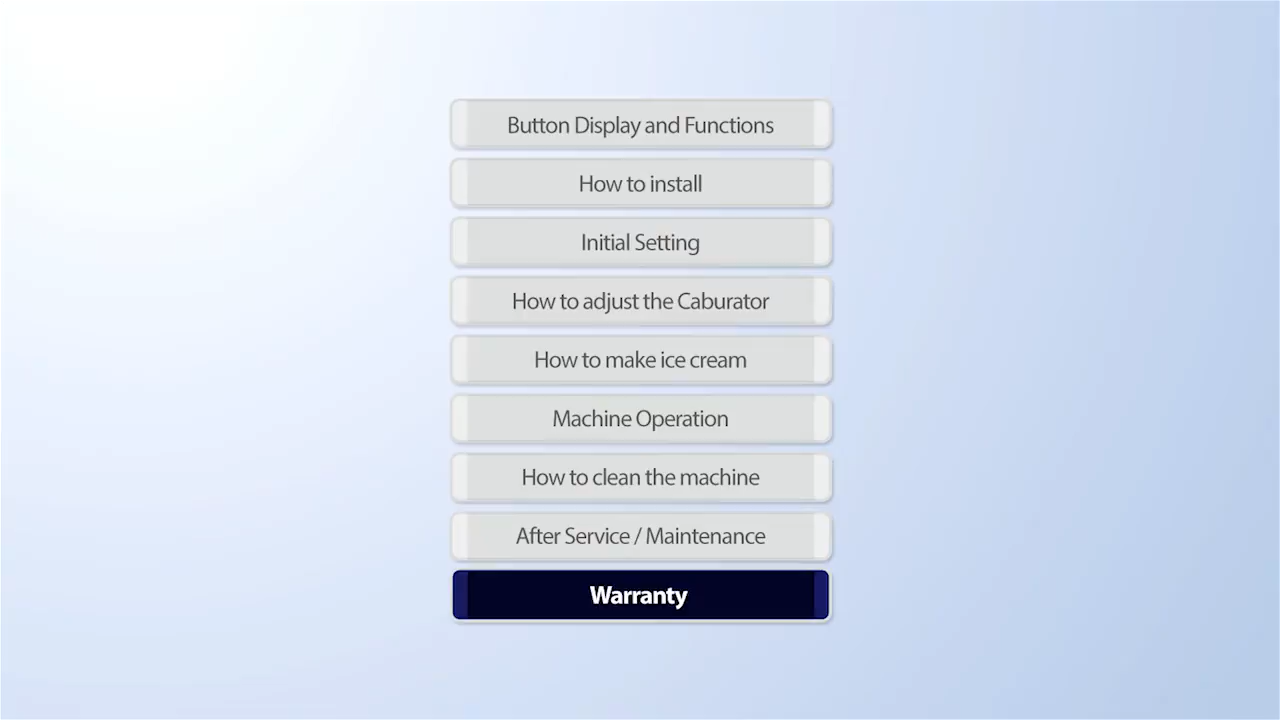 Button Display and Functions
How to install
Initial Setting
How to adjust the Caburator
How to make ice cream
Machine Operation
How to clean the machine
After Service / Maintenance
Warranty